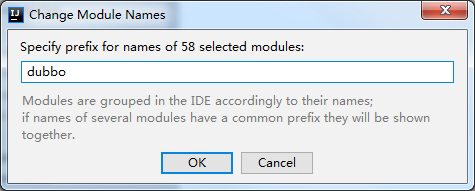 IJ Change Module Names
Specify prefix for names of 58 selected modules:
dubbo
Modules are grouped in the IDE accordingly to their names;
if names of several modules have a common prefix they will be shown
together.
OK Cancel